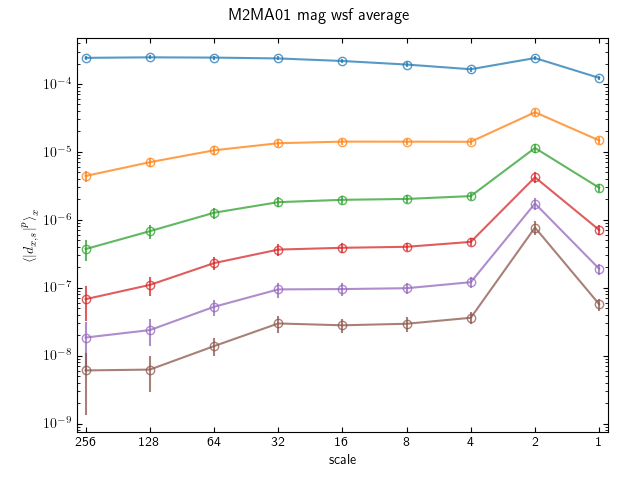 M2MA01 mag wsf average
10⁻⁴
10⁻⁵
10⁻⁶
10⁻⁷
10⁻⁸
10⁻⁹
⟨|d_{x,s}|^p⟩_x
256 128 64 32 16 8 4 2 1
scale